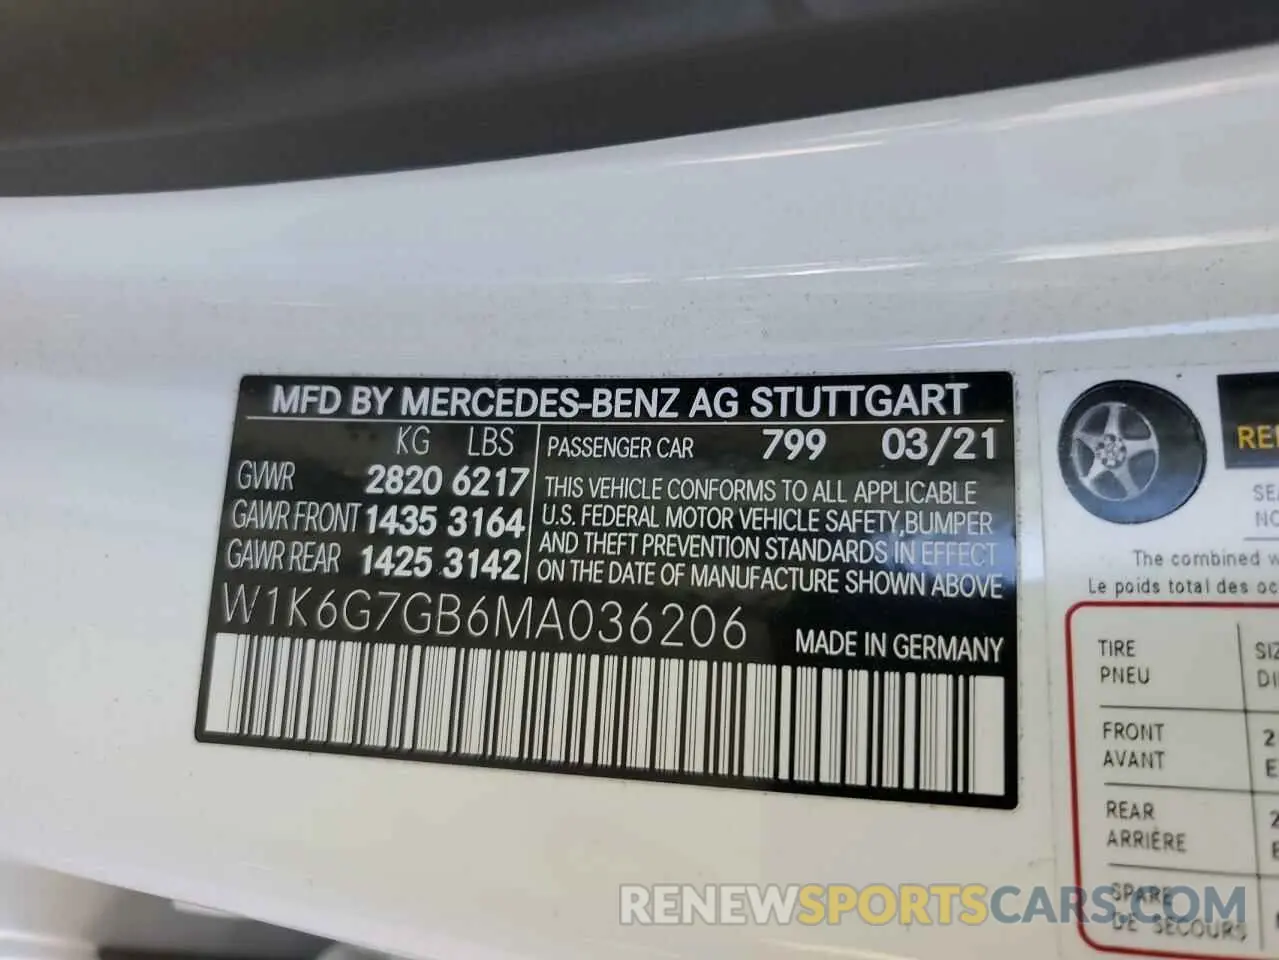 MFD BY MERCEDES-BENZ AG STUTTGART
KG LBS
GVWR 2820 6217
GAWR FRONT 1435 3164
GAWR REAR 1425 3142
PASSENGER CAR 799 03/21
THIS VEHICLE CONFORMS TO ALL APPLICABLE
U.S. FEDERAL MOTOR VEHICLE SAFETY,BUMPER
AND THEFT PREVENTION STANDARDS IN EFFECT
ON THE DATE OF MANUFACTURE SHOWN ABOVE
W1K6G7GB6MA036206
MADE IN GERMANY
The combined
Le poids total des
TIRE
PNEU
FRONT
AVANT
REAR
ARRIÈRE
SPARE
DE SECOURS
RENEWSPORTSCARS.COM